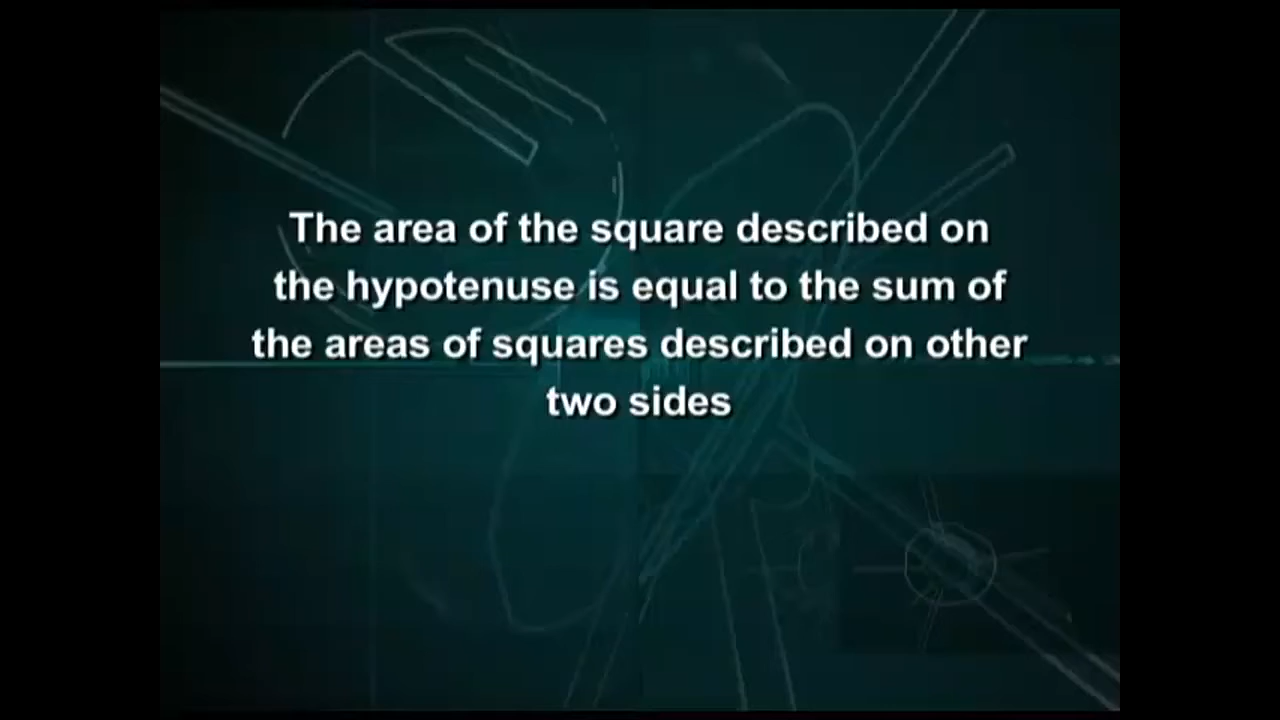 The area of the square described on
the hypotenuse is equal to the sum of
the areas of squares described on other
two sides